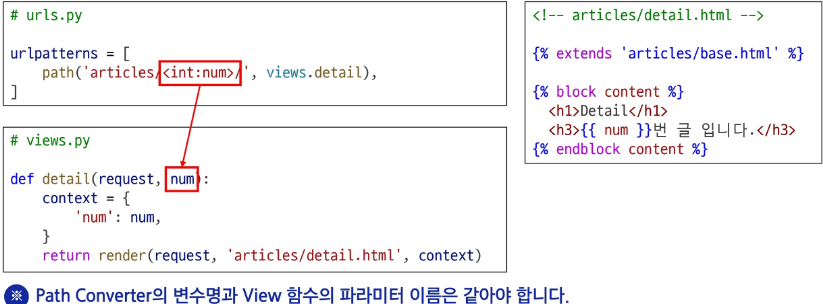 # urls.py
urlpatterns = [
    path('articles/<int:num>/', views.detail),
]
# views.py
def detail(request, num):
    context = {
        'num': num,
    }
    return render(request, 'articles/detail.html', context)
<!-- articles/detail.html -->
{% extends 'articles/base.html' %}
{% block content %}
  <h1>Detail</h1>
  <h3>{{ num }}번 글 입니다.</h3>
{% endblock content %}
※ Path Converter의 변수명과 View 함수의 파라미터 이름은 같아야 합니다.